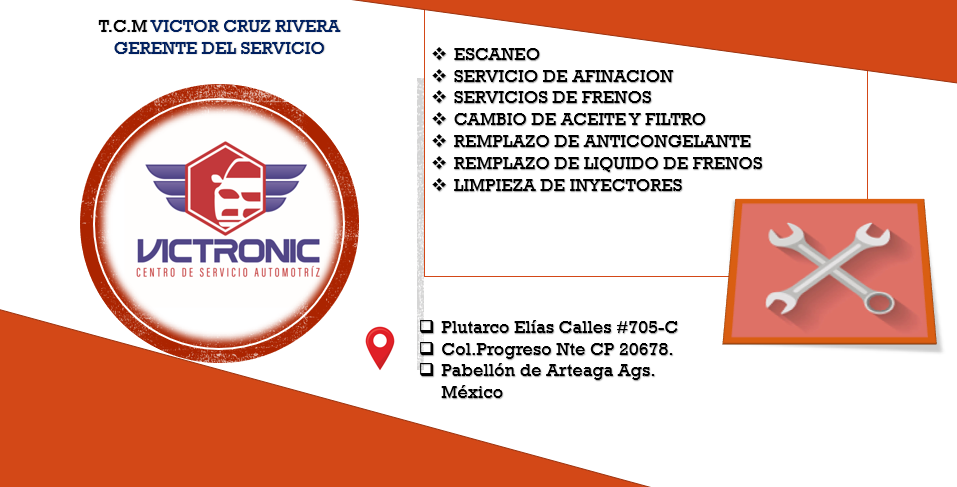 T.C.M VICTOR CRUZ RIVERA
GERENTE DEL SERVICIO
VICTRONIC
CENTRO DE SERVICIO AUTOMOTRÍZ
ESCANEO
SERVICIO DE AFINACION
SERVICIOS DE FRENOS
CAMBIO DE ACEITE Y FILTRO
REMPLAZO DE ANTICONGELANTE
REMPLAZO DE LIQUIDO DE FRENOS
LIMPIEZA DE INYECTORES
Plutarco Elías Calles #705-C
Col.Progreso Nte CP 20678.
Pabellón de Arteaga Ags.
México